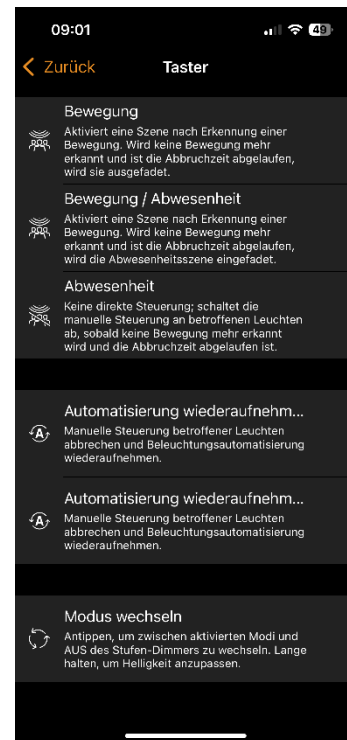 09:01
49
Zurück
Taster
Bewegung
Aktiviert eine Szene nach Erkennung einer
Bewegung. Wird keine Bewegung mehr
erkannt und ist die Abbruchzeit abgelaufen,
wird sie ausgefadet.
Bewegung / Abwesenheit
Aktiviert eine Szene nach Erkennung einer
Bewegung. Wird keine Bewegung mehr
erkannt und ist die Abbruchzeit abgelaufen,
wird die Abwesenheitsszene eingefadet.
Abwesenheit
Keine direkte Steuerung; schaltet die
manuelle Steuerung an betroffenen Leuchten
ab, sobald keine Bewegung mehr erkannt
wird und die Abbruchzeit abgelaufen ist.
Automatisierung wiederaufnehm...
A
Manuelle Steuerung betroffener Leuchten
abbrechen und Beleuchtungsautomatisierung
wiederaufnehmen.
Automatisierung wiederaufnehm...
A
Manuelle Steuerung betroffener Leuchten
abbrechen und Beleuchtungsautomatisierung
wiederaufnehmen.
Modus wechseln
Antippen, um zwischen aktivierten Modi und
AUS des Stufen-Dimmers zu wechseln. Lange
halten, um Helligkeit anzupassen.